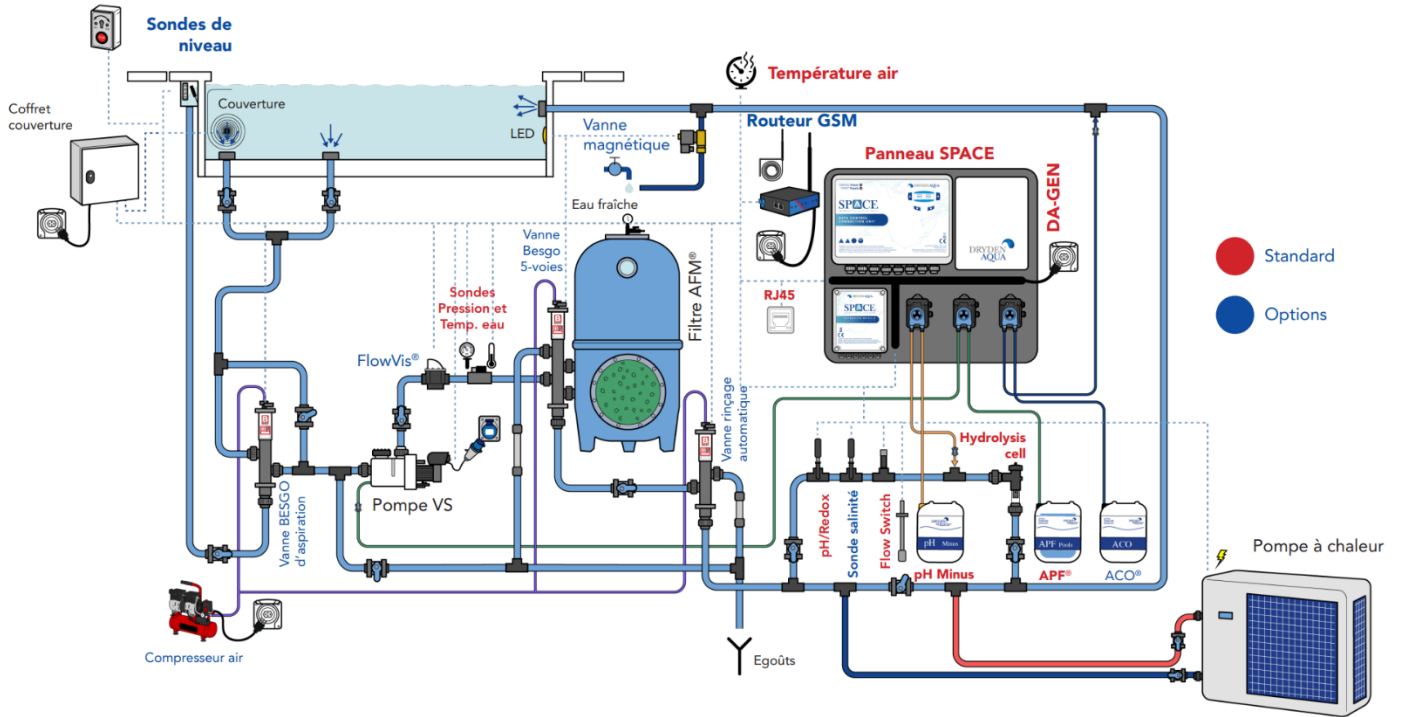 Sondes de
niveau
Température air
Coffret
couverture
Couverture
LED
Vanne
magnétique
Eau fraîche
Routeur GSM
Panneau SPACE
SPACE
DRYDEN
AQUA
DA-GEN
Standard
Options
RJ45
SPACE
Vanne
Besgo
5-voies
Filtre AFM®
Sondes
Pression et
Temp. eau
FlowVis®
Vanne rinçage
automatique
Pompe VS
Vanne BESGO
d'aspiration
Hydrolysis
cell
pH/Redox
Sonde salinité
Flow Switch
pH Minus
APF Pools
ACO
pH Minus
APF®
ACO®
Pompe à chaleur
Compresseur air
Egoûts